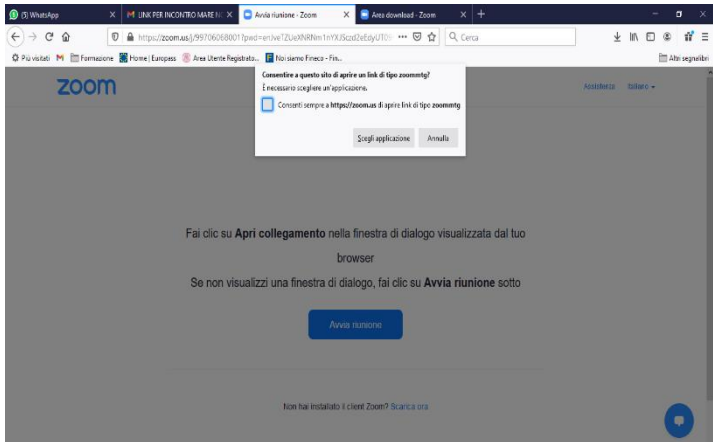 (5) WhatsApp
LINK PER INCONTRO MARE
Avvia riunione - Zoom
Area download - Zoom
https://zoom.us/j/99706068001?pwd=
Cerca
Più visitati
Formazione
Home | Europass
Area Utente Registrato...
Noi siamo Fineco - Fin...
Altri segnalibri
zoom
Assistenza
Italiano
Consentire a questo sito di aprire un link di tipo zoommtg?
È necessario scegliere un'applicazione.
Consenti sempre a https://zoom.us di aprire link di tipo zoommtg
Scegli applicazione
Annulla
Fai clic su Apri collegamento nella finestra di dialogo visualizzata dal tuo
browser
Se non visualizzi una finestra di dialogo, fai clic su Avvia riunione sotto
Avvia riunione
Non hai installato il client Zoom? Scarica ora